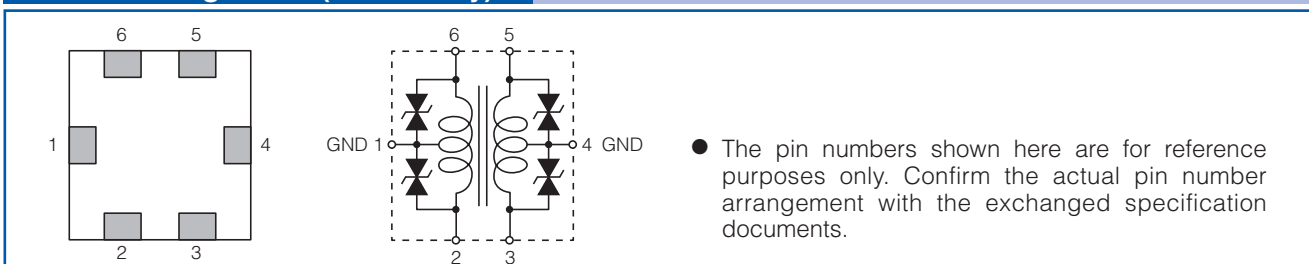 6 5
1 4
2 3
6 5
GND 1 4 GND
2 3
● The pin numbers shown here are for reference
purposes only. Confirm the actual pin number
arrangement with the exchanged specification
documents.